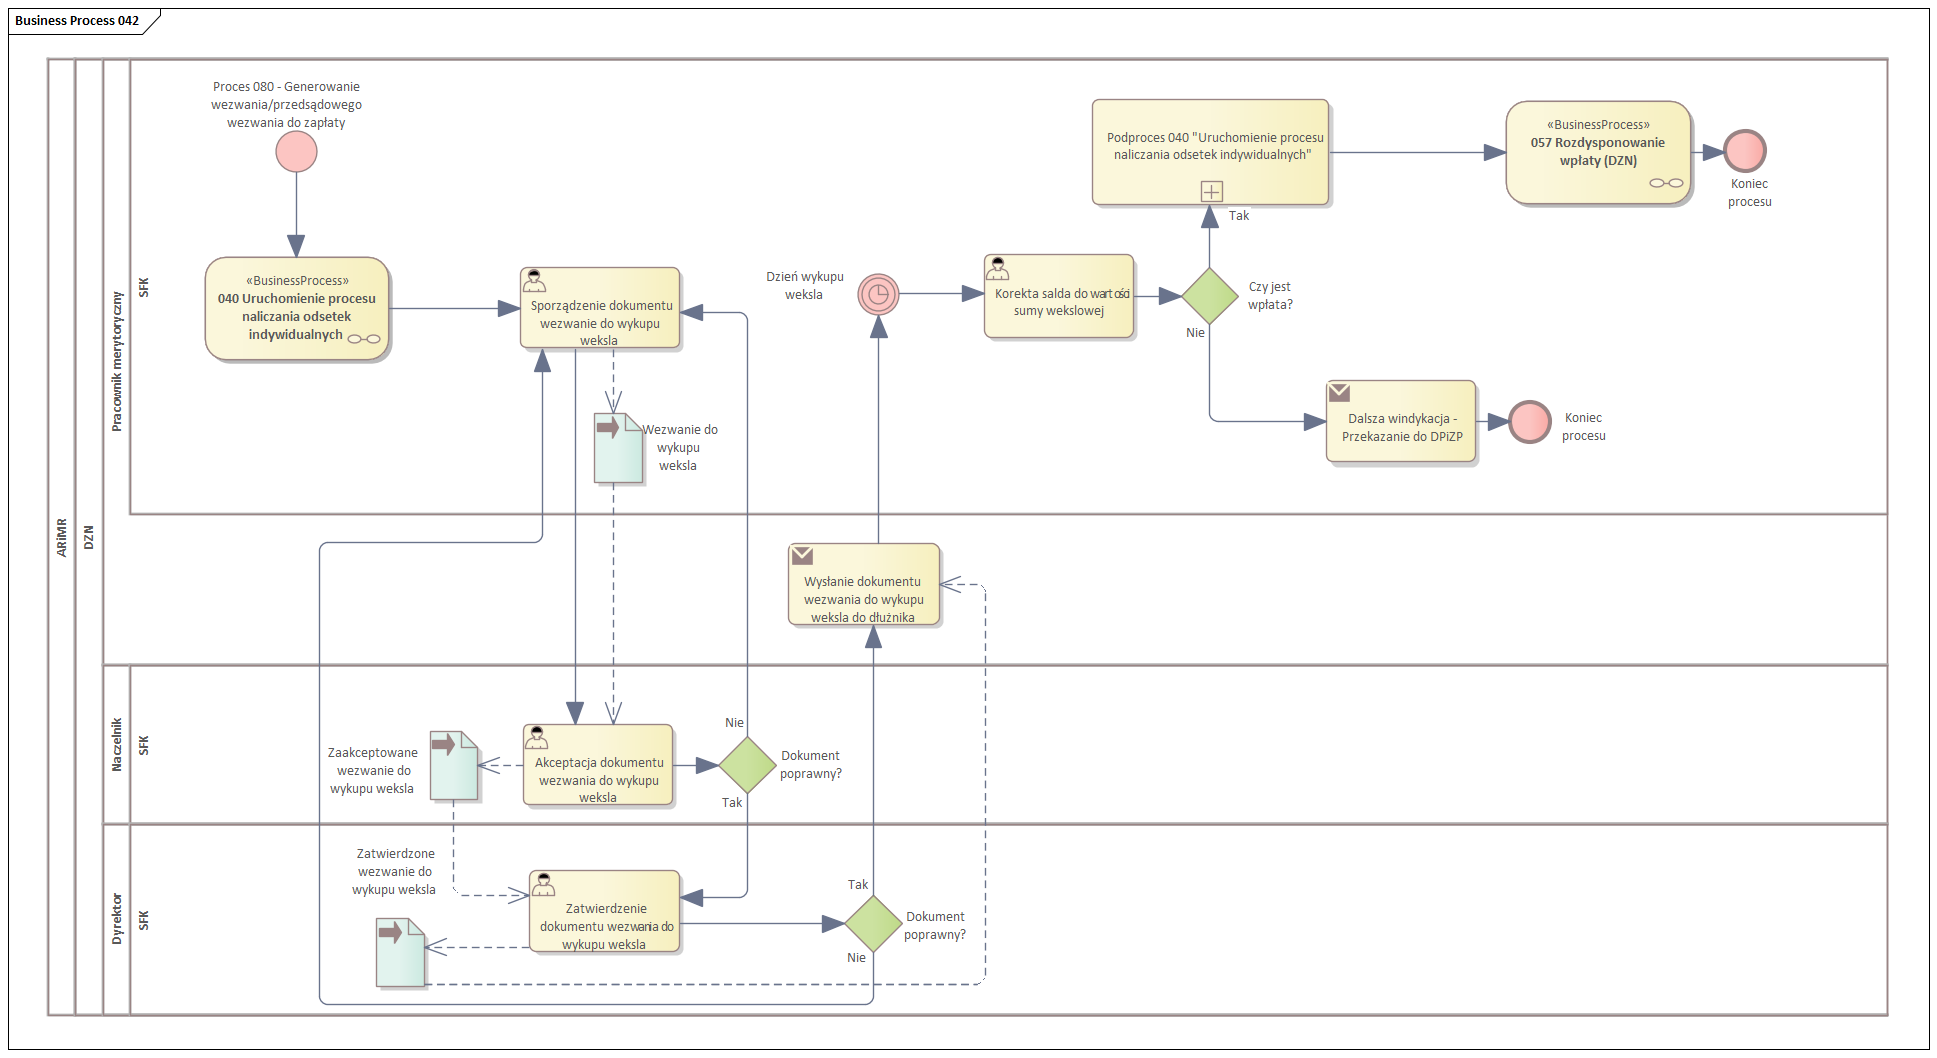 Business Process 042
ARiMR
DZN
Pracownik merytoryczny
SFK
Proces 080 - Generowanie
wezwania/przedsądowego
wezwania do zapłaty
«BusinessProcess»
040 Uruchomienie procesu
naliczania odsetek
indywidualnych
Sporządzenie dokumentu
wezwanie do wykupu
weksla
Wezwanie do
wykupu
weksla
Dzień wykupu
weksla
Korekta salda do wartości
sumy wekslowej
Czy jest
wpłata?
Tak
Nie
Podproces 040 "Uruchomienie procesu
naliczania odsetek indywidualnych"
«BusinessProcess»
057 Rozdysponowanie
wpłaty (DZN)
Koniec
procesu
Dalsza windykacja -
Przekazanie do DPiZP
Koniec
procesu
Wysłanie dokumentu
wezwania do wykupu
weksla do dłużnika
Naczelnik
SFK
Zaakceptowane
wezwanie do
wykupu weksla
Akceptacja dokumentu
wezwania do wykupu
weksla
Nie
Dokument
poprawny?
Tak
Dyrektor
SFK
Zatwierdzone
wezwanie do
wykupu weksla
Zatwierdzenie
dokumentu wezwania do
wykupu weksla
Tak
Dokument
poprawny?
Nie